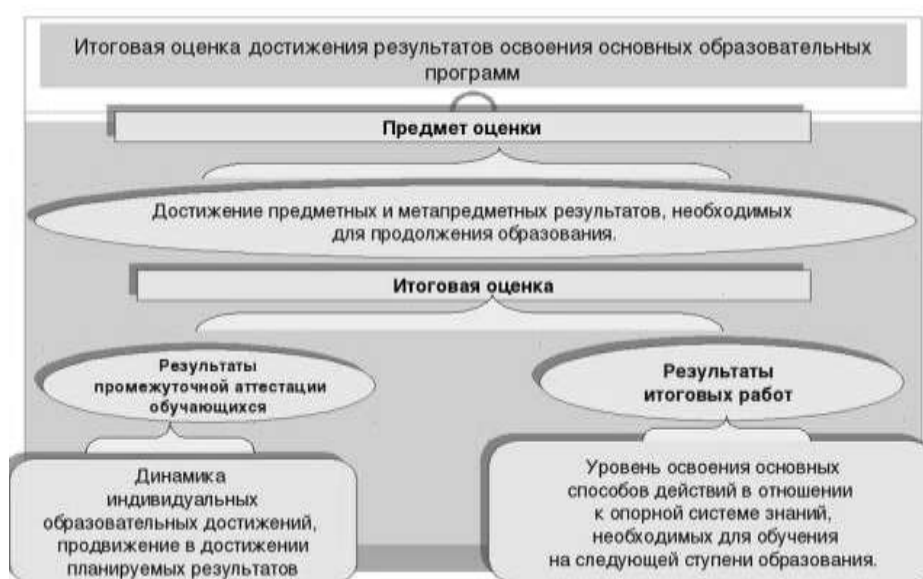 Итоговая оценка достижения результатов освоения основных образовательных
программ
Предмет оценки
Достижение предметных и метапредметных результатов, необходимых
для продолжения образования.
Итоговая оценка
Результаты
промежуточной аттестации
обучающихся
Результаты
итоговых работ
Динамика
индивидуальных
образовательных достижений,
продвижение в достижении
планируемых результатов
Уровень освоения основных
способов действий в отношении
к опорной системе знаний,
необходимых для обучения
на следующей ступени образования.